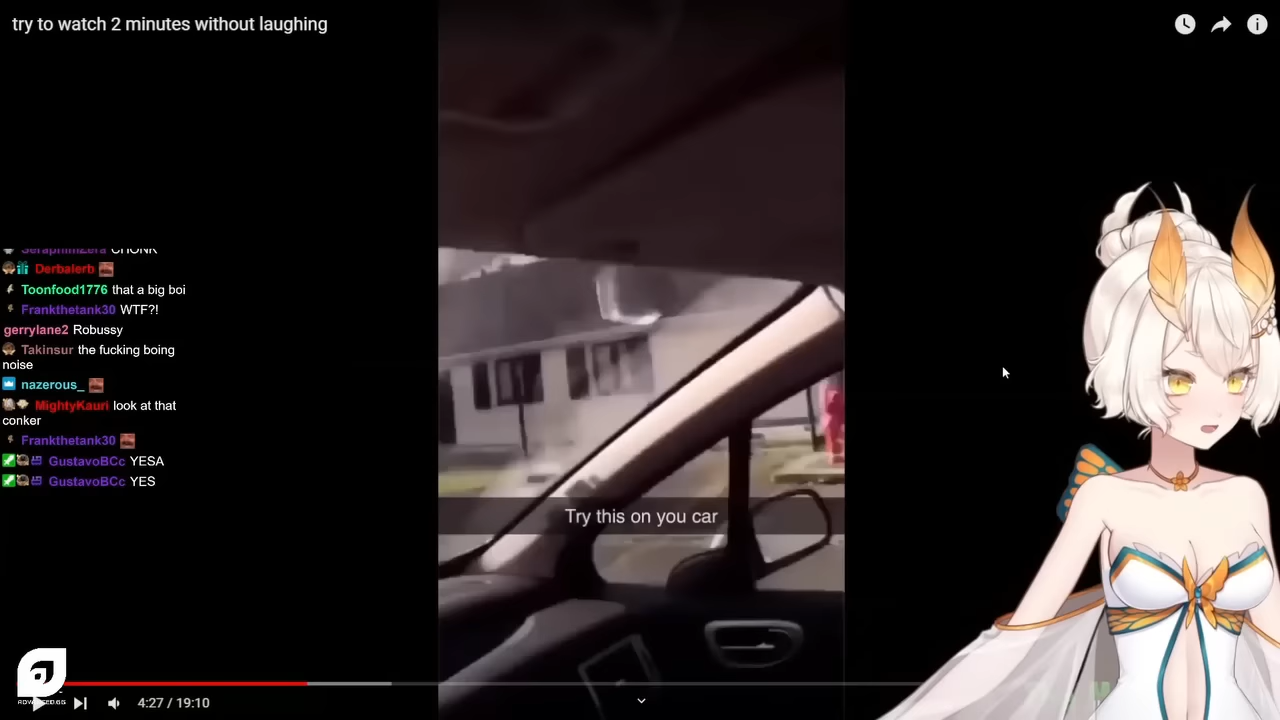 try to watch 2 minutes without laughing
SeraphimZera CHONK
Derbalerb
Toonfood1776 that a big boi
Frankthetank30 WTF?!
gerrylane2 Robussy
Takinsur the fucking boing
noise
nazerous_
MightyKauri look at that
conker
Frankthetank30
GustavoBCc YESA
GustavoBCc YES
Try this on you car
4:27 / 19:10